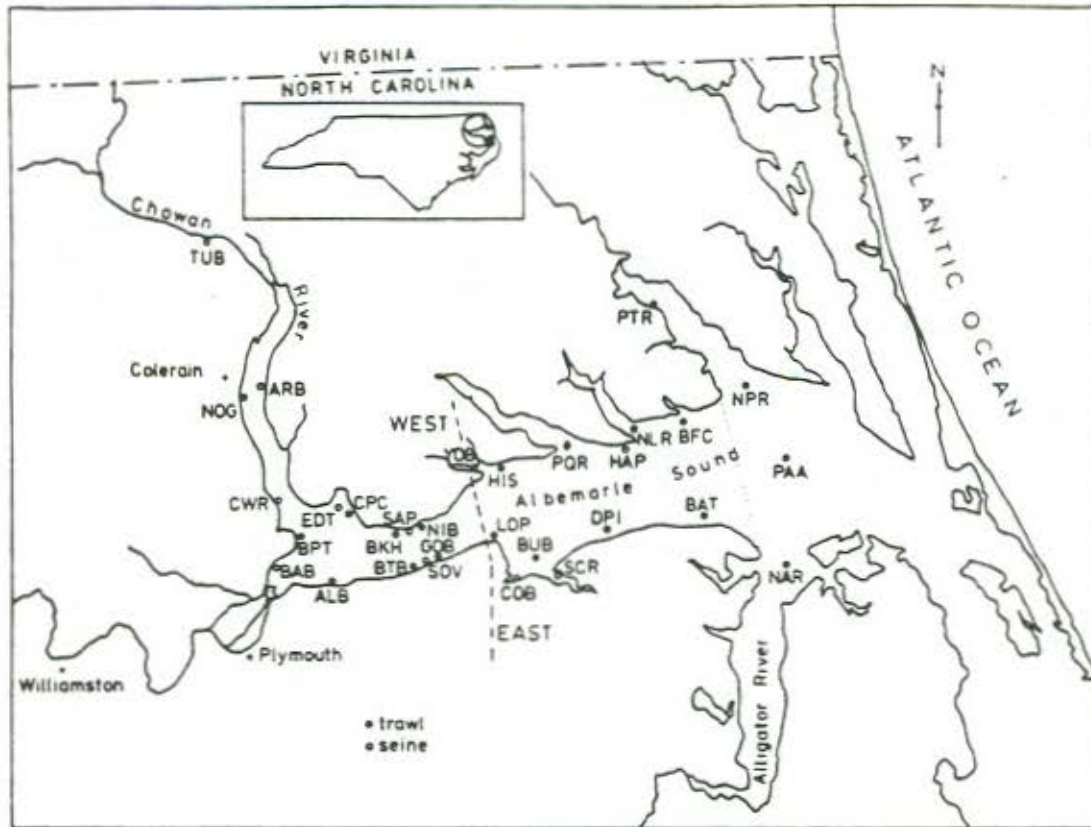 VIRGINIA
NORTH CAROLINA
N
ATLANTIC OCEAN
Chowan
River
TUB
PTR
Colerain
ARB
NOG
NPR
WEST
YOB
HIS
PQR
NLR
BFC
HAP
Albemarle Sound
PAA
CWR
EDT
CPC
SAP
NIB
LOP
DPI
BAT
BPT
BKH
GOB
BUB
BAB
BTB
SOV
SCR
NAR
ALB
COB
EAST
Plymouth
Williamston
Alligator River
trawl
seine